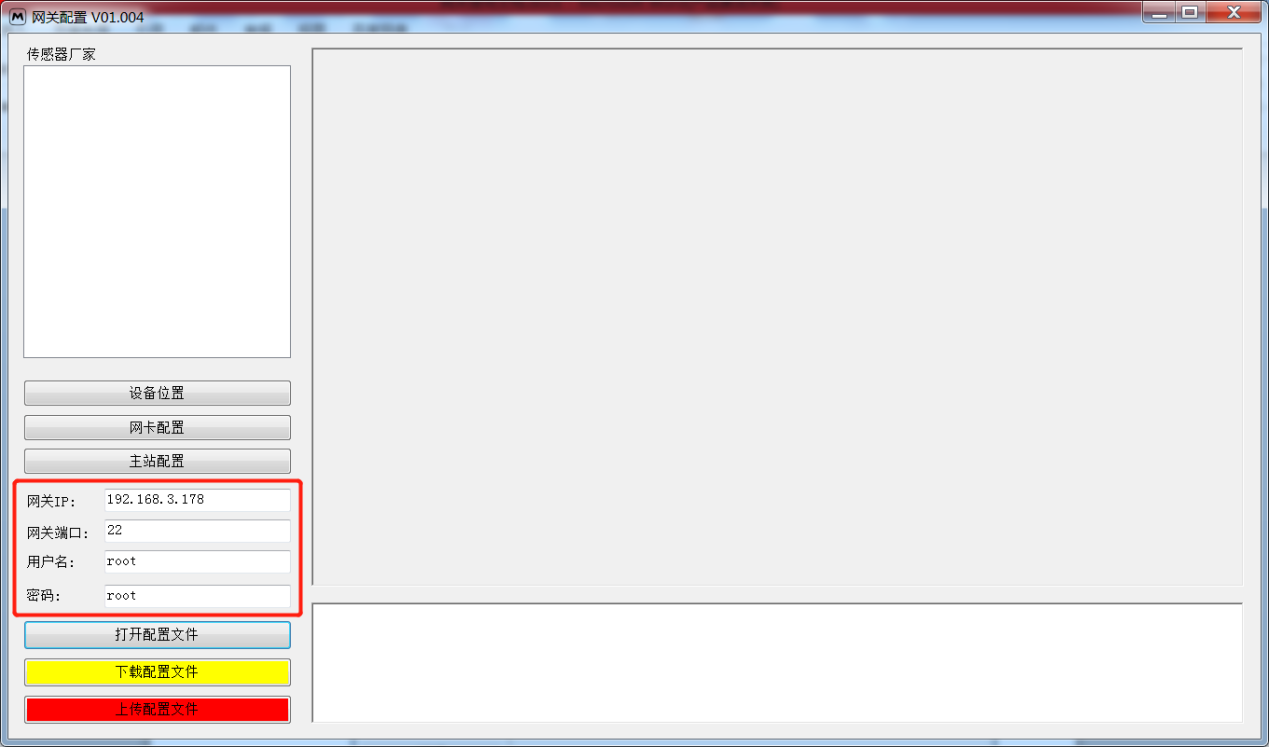 网关配置 V01.004
传感器厂家
设备位置
网卡配置
主站配置
网关IP: 192.168.3.178
网关端口: 22
用户名: root
密码: root
打开配置文件
下载配置文件
上传配置文件